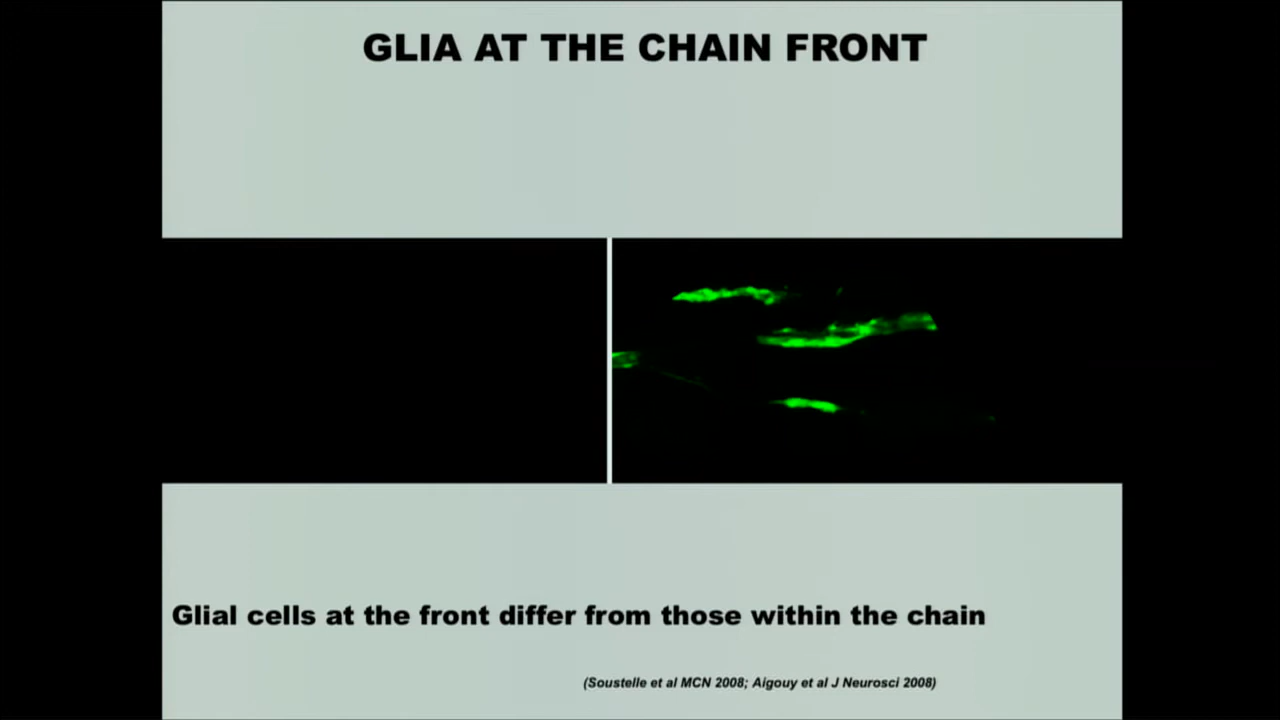 GLIA AT THE CHAIN FRONT
Glial cells at the front differ from those within the chain
(Soustelle et al MCN 2008; Aigouy et al J Neurosci 2008)